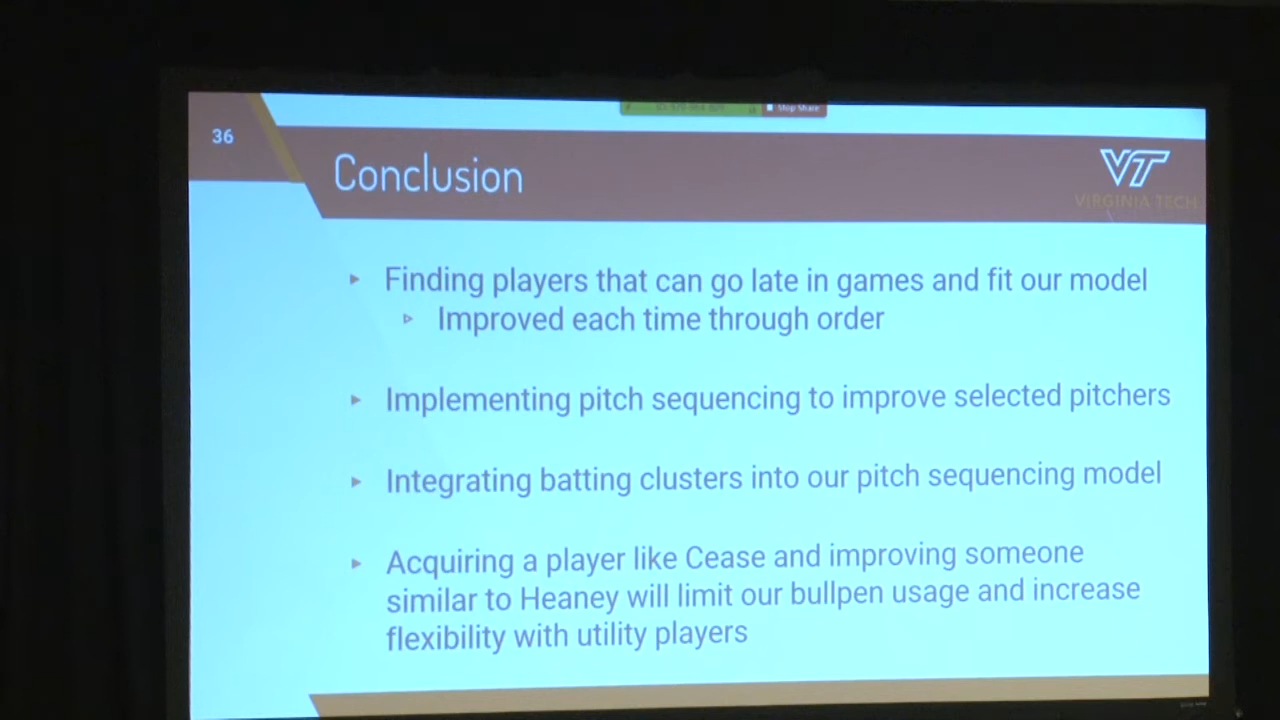 Stop Share
36
Conclusion
VT
VIRGINIA TECH
Finding players that can go late in games and fit our model
Improved each time through order
Implementing pitch sequencing to improve selected pitchers
Integrating batting clusters into our pitch sequencing model
Acquiring a player like Cease and improving someone
similar to Heaney will limit our bullpen usage and increase
flexibility with utility players